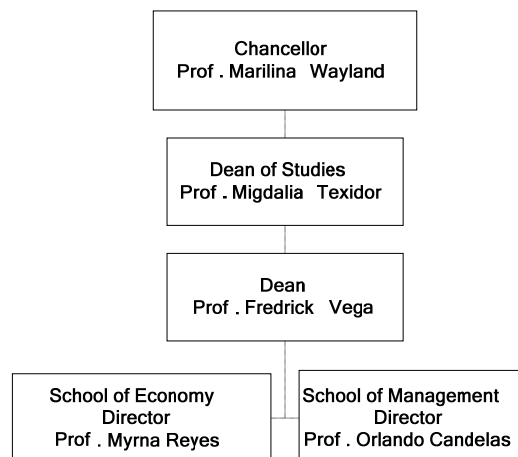 Chancellor
Prof . Marilina Wayland
Dean of Studies
Prof . Migdalia Texidor
Dean
Prof . Fredrick Vega
School of Economy
Director
Prof . Myrna Reyes
School of Management
Director
Prof . Orlando Candelas